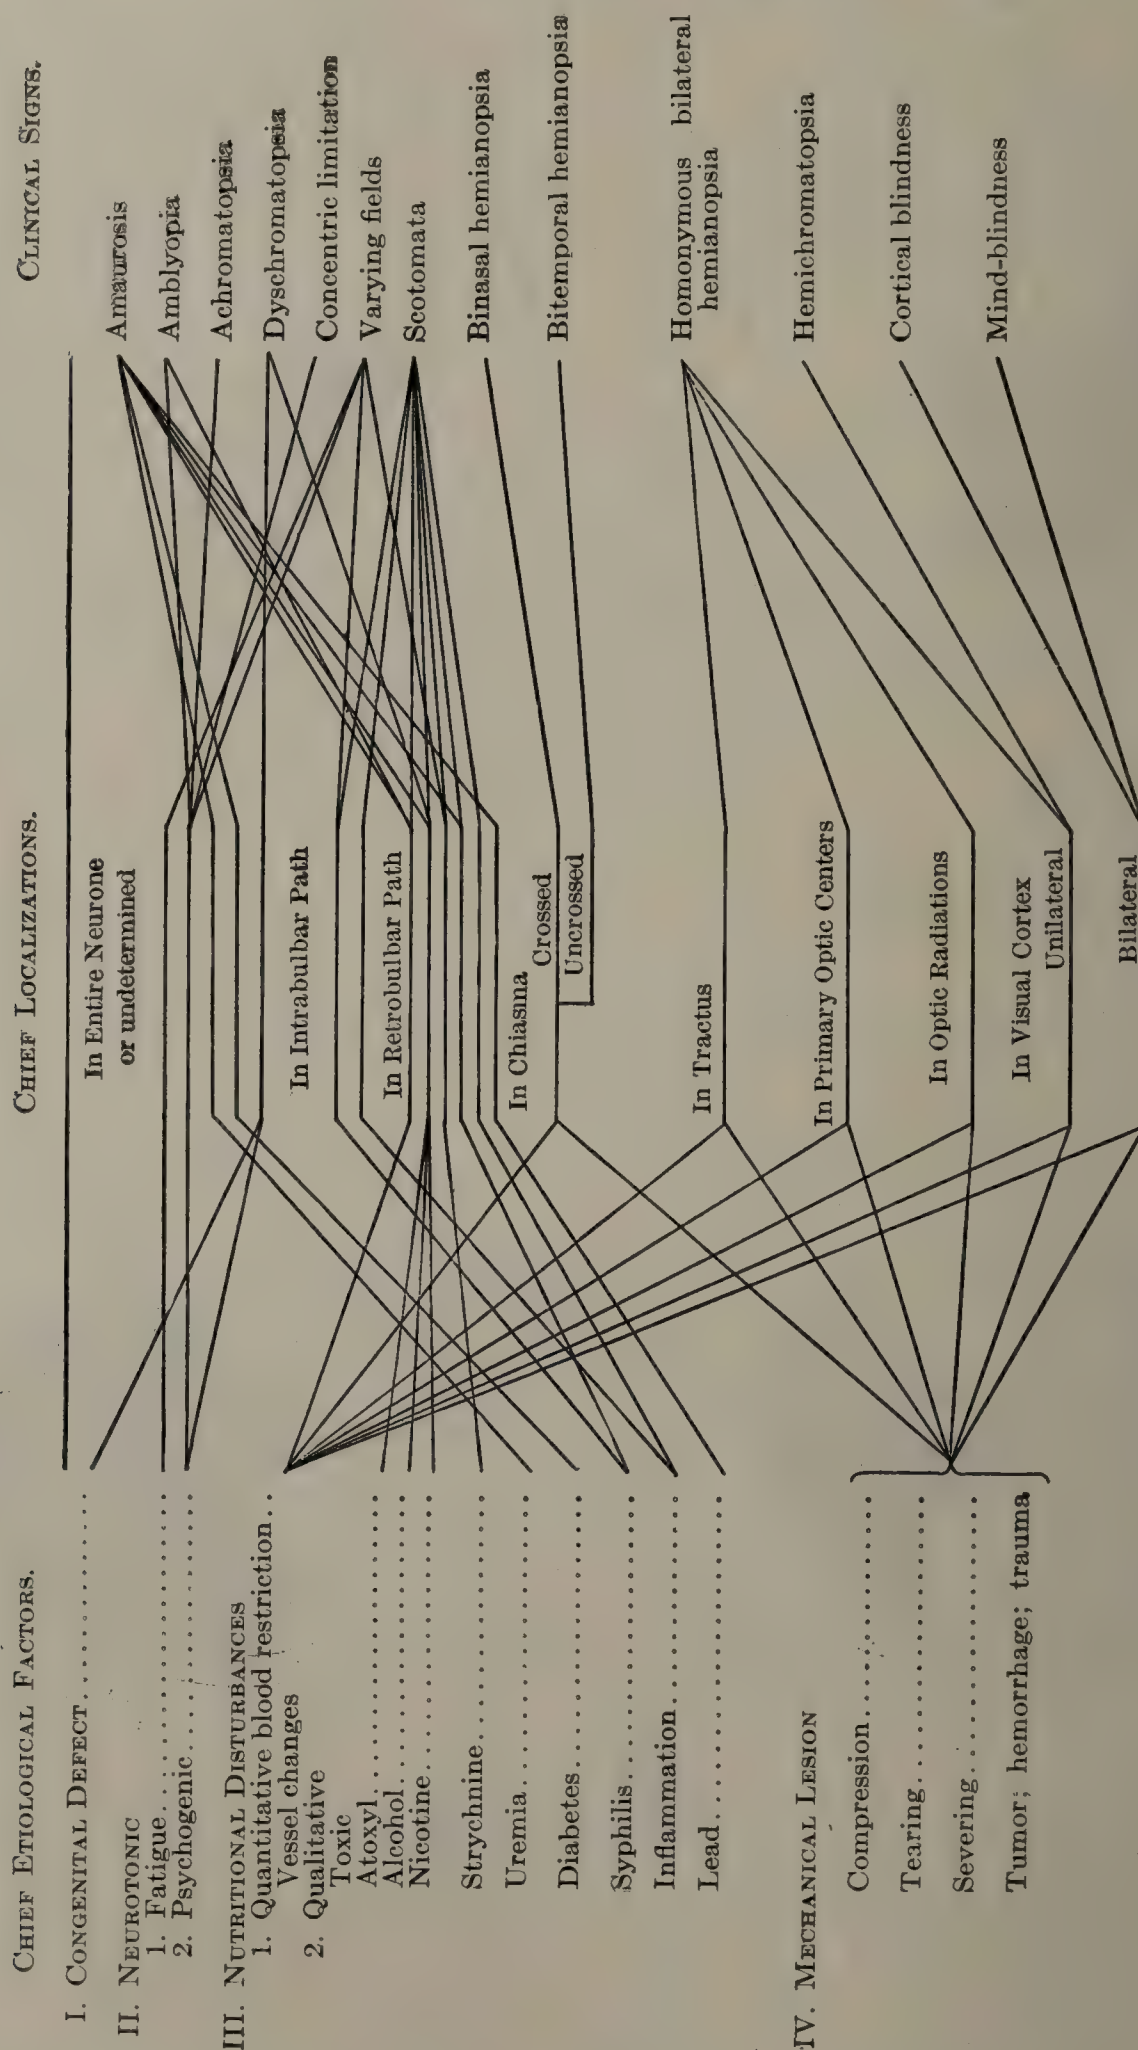 CHIEF ETIOLOGICAL FACTORS.
I. CONGENITAL DEFECT............
II. NEUROTONIC
1. Fatigue..................
2. Psychogenic..............
III. NUTRITIONAL DISTURBANCES
1. Quantitative blood restriction..
Vessel changes
2. Qualitative
Toxic
Atoxyl....................
Alcohol...................
Nicotine..................
Strychnine................
Uremia....................
Diabetes..................
Syphilis..................
Inflammation..............
Lead......................
IV. MECHANICAL LESION
Compression...............
Tearing...................
Severing..................
Tumor; hemorrhage; trauma
CHIEF LOCALIZATIONS.
In Entire Neurone
or undetermined
In Intrabulbar Path
In Retrobulbar Path
In Chiasma
Crossed
Uncrossed
In Tractus
In Primary Optic Centers
In Optic Radiations
In Visual Cortex
Unilateral
Bilateral
CLINICAL SIGNS.
Amaurosis
Amblyopia
Achromatopsia
Dyschromatopsia
Concentric limitation
Varying fields
Scotomata
Binasal hemianopsia
Bitemporal hemianopsia
Homonymous bilateral
hemianopsia
Hemichromatopsia
Cortical blindness
Mind-blindness